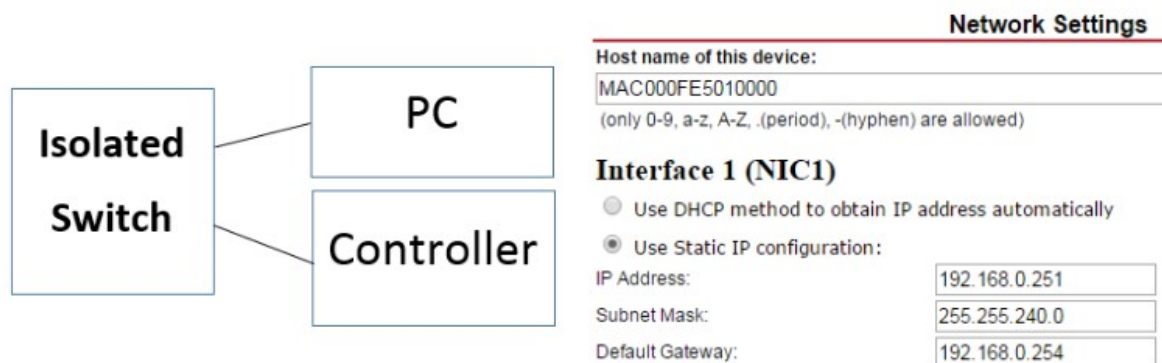 Isolated
Switch
PC
Controller
Network Settings
Host name of this device:
MAC000FE5010000
(only 0-9, a-z, A-Z, .(period), -(hyphen) are allowed)
Interface 1 (NIC1)
Use DHCP method to obtain IP address automatically
Use Static IP configuration:
IP Address: 192.168.0.251
Subnet Mask: 255.255.240.0
Default Gateway: 192.168.0.254